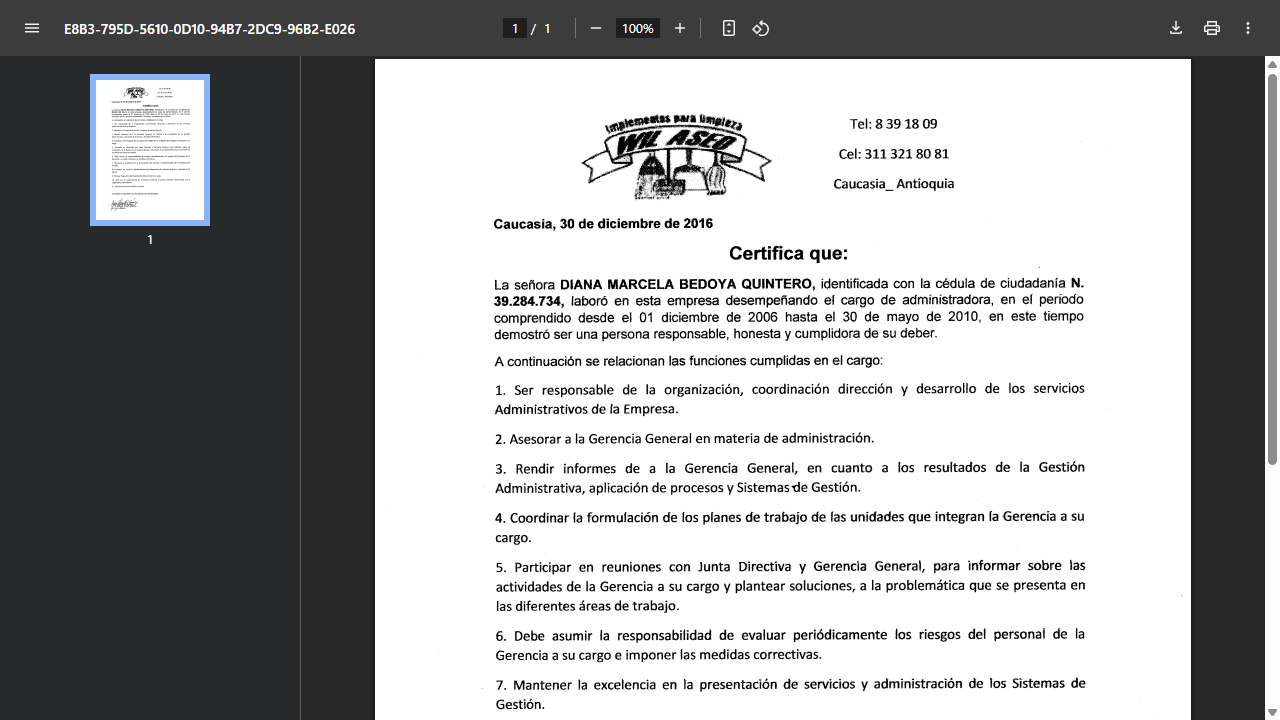 E8B3-795D-5610-0D10-94B7-2DC9-96B2-E026
1 / 1
100%
1
Implementos para limpieza
WIL ASEO
Tel: 8 39 18 09
Cel: 311 321 80 81
Caucasia_ Antioquia
Caucasia, 30 de diciembre de 2016
Certifica que:
La señora DIANA MARCELA BEDOYA QUINTERO, identificada con la cédula de ciudadanía N.
39.284.734, laboró en esta empresa desempeñando el cargo de administradora, en el período
comprendido desde el 01 diciembre de 2006 hasta el 30 de mayo de 2010, en este tiempo
demostró ser una persona responsable, honesta y cumplidora de su deber.
A continuación se relacionan las funciones cumplidas en el cargo:
1. Ser responsable de la organización, coordinación dirección y desarrollo de los servicios
Administrativos de la Empresa.
2. Asesorar a la Gerencia General en materia de administración.
3. Rendir informes de a la Gerencia General, en cuanto a los resultados de la Gestión
Administrativa, aplicación de procesos y Sistemas de Gestión.
4. Coordinar la formulación de los planes de trabajo de las unidades que integran la Gerencia a su
cargo.
5. Participar en reuniones con Junta Directiva y Gerencia General, para informar sobre las
actividades de la Gerencia a su cargo y plantear soluciones, a la problemática que se presenta en
las diferentes áreas de trabajo.
6. Debe asumir la responsabilidad de evaluar periódicamente los riesgos del personal de la
Gerencia a su cargo e imponer las medidas correctivas.
7. Mantener la excelencia en la presentación de servicios y administración de los Sistemas de
Gestión.